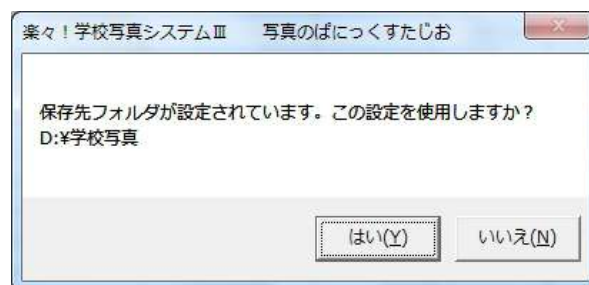 楽々！学校写真システムⅢ　　写真のぱにっくすたじお
保存先フォルダが設定されています。この設定を使用しますか？
D:¥学校写真
はい(Y)　いいえ(N)